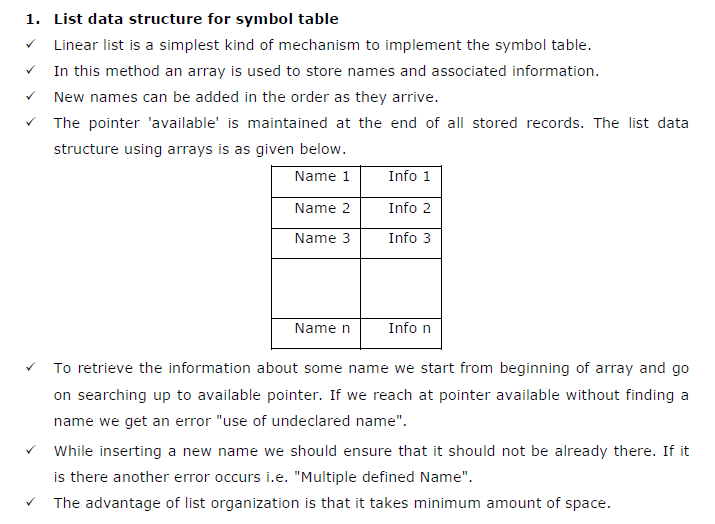 1. List data structure for symbol table
✓ Linear list is a simplest kind of mechanism to implement the symbol table.
✓ In this method an array is used to store names and associated information.
✓ New names can be added in the order as they arrive.
✓ The pointer 'available' is maintained at the end of all stored records. The list data
structure using arrays is as given below.
Name 1 Info 1
Name 2 Info 2
Name 3 Info 3
Name n Info n
✓ To retrieve the information about some name we start from beginning of array and go
on searching up to available pointer. If we reach at pointer available without finding a
name we get an error "use of undeclared name".
✓ While inserting a new name we should ensure that it should not be already there. If it
is there another error occurs i.e. "Multiple defined Name".
✓ The advantage of list organization is that it takes minimum amount of space.